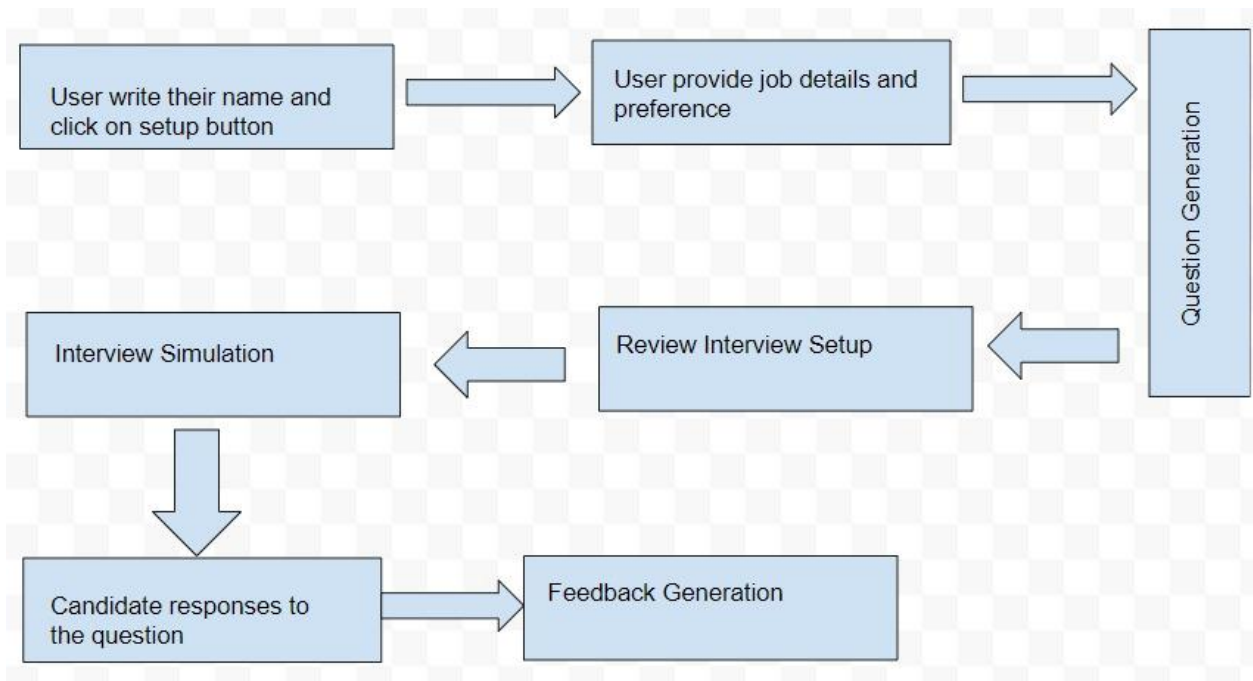 User write their name and
click on setup button
User provide job details and
preference
Question Generation
Review Interview Setup
Interview Simulation
Candidate responses to
the question
Feedback Generation